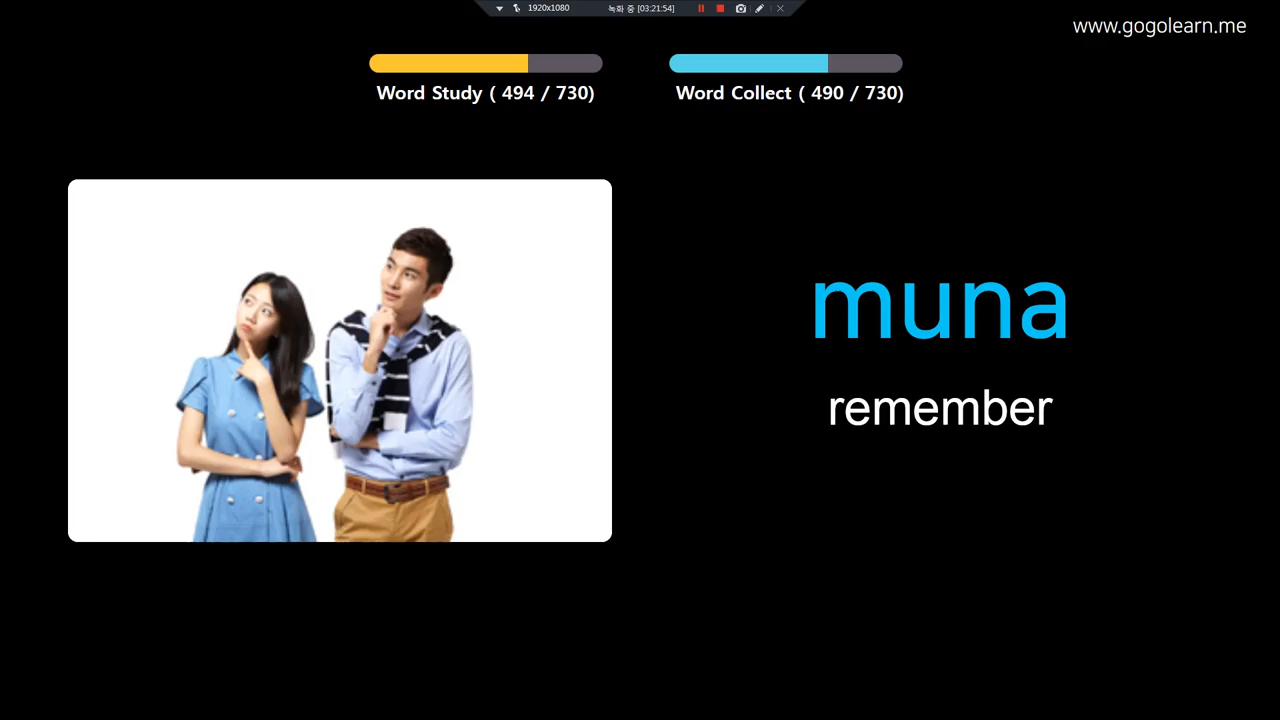 1920x1080 녹화 중 [03:21:54]
www.gogolearn.me
Word Study ( 494 / 730)
Word Collect ( 490 / 730)
muna
remember